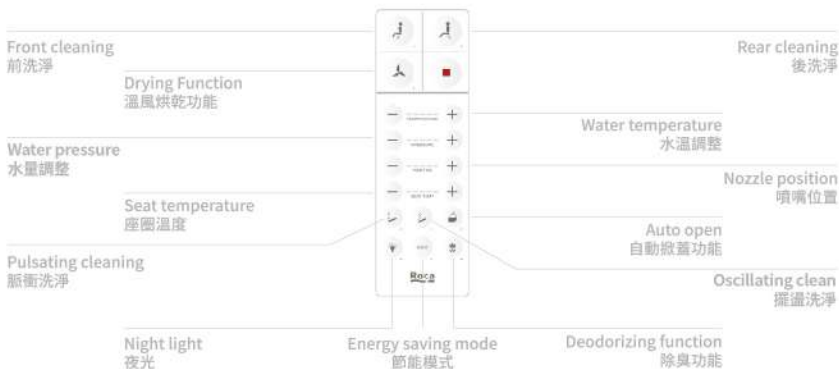 Front cleaning
前洗淨
Rear cleaning
後洗淨
Drying Function
溫風烘乾功能
Water temperature
水溫調整
Water pressure
水量調整
Nozzle position
噴嘴位置
Seat temperature
座圈溫度
Auto open
自動掀蓋功能
Pulsating cleaning
脈衝洗淨
Oscillating clean
擺盪洗淨
Roca
Night light
夜光
Energy saving mode
節能模式
Deodorizing function
除臭功能